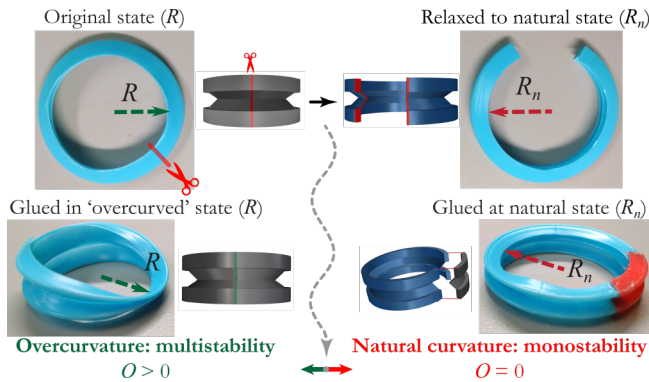 Original state (R)
Relaxed to natural state (Rn)
R
Rn
Glued in ‘overcurved’ state (R)
Glued at natural state (Rn)
R
Rn
Overcurvature: multistability
Natural curvature: monostability
O > 0
O = 0